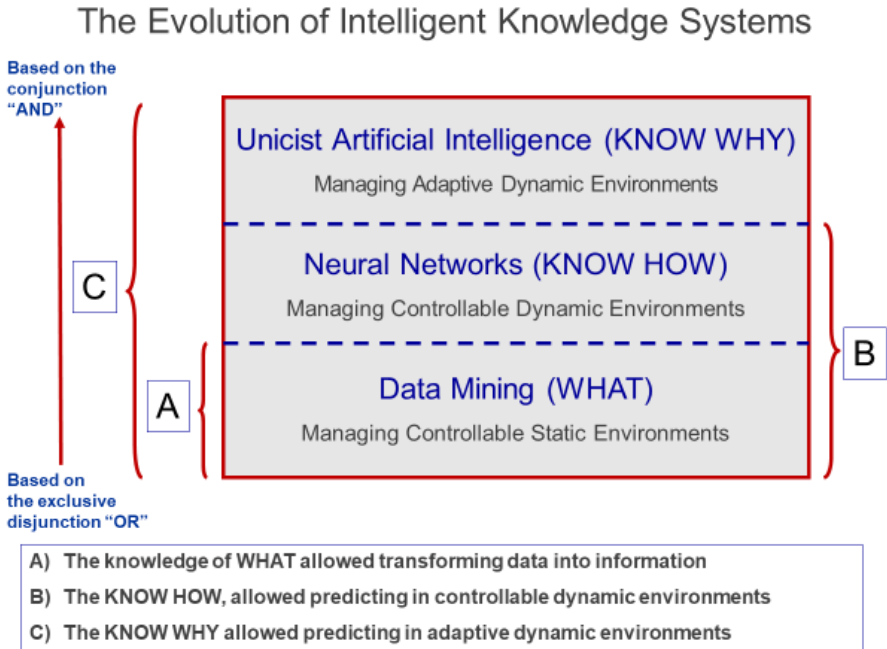 The Evolution of Intelligent Knowledge Systems
Based on the
conjunction
“AND”
Unicist Artificial Intelligence (KNOW WHY)
Managing Adaptive Dynamic Environments
Neural Networks (KNOW HOW)
Managing Controllable Dynamic Environments
C
B
A
Data Mining (WHAT)
Managing Controllable Static Environments
Based on
the exclusive
disjunction “OR”
A) The knowledge of WHAT allowed transforming data into information
B) The KNOW HOW, allowed predicting in controllable dynamic environments
C) The KNOW WHY allowed predicting in adaptive dynamic environments